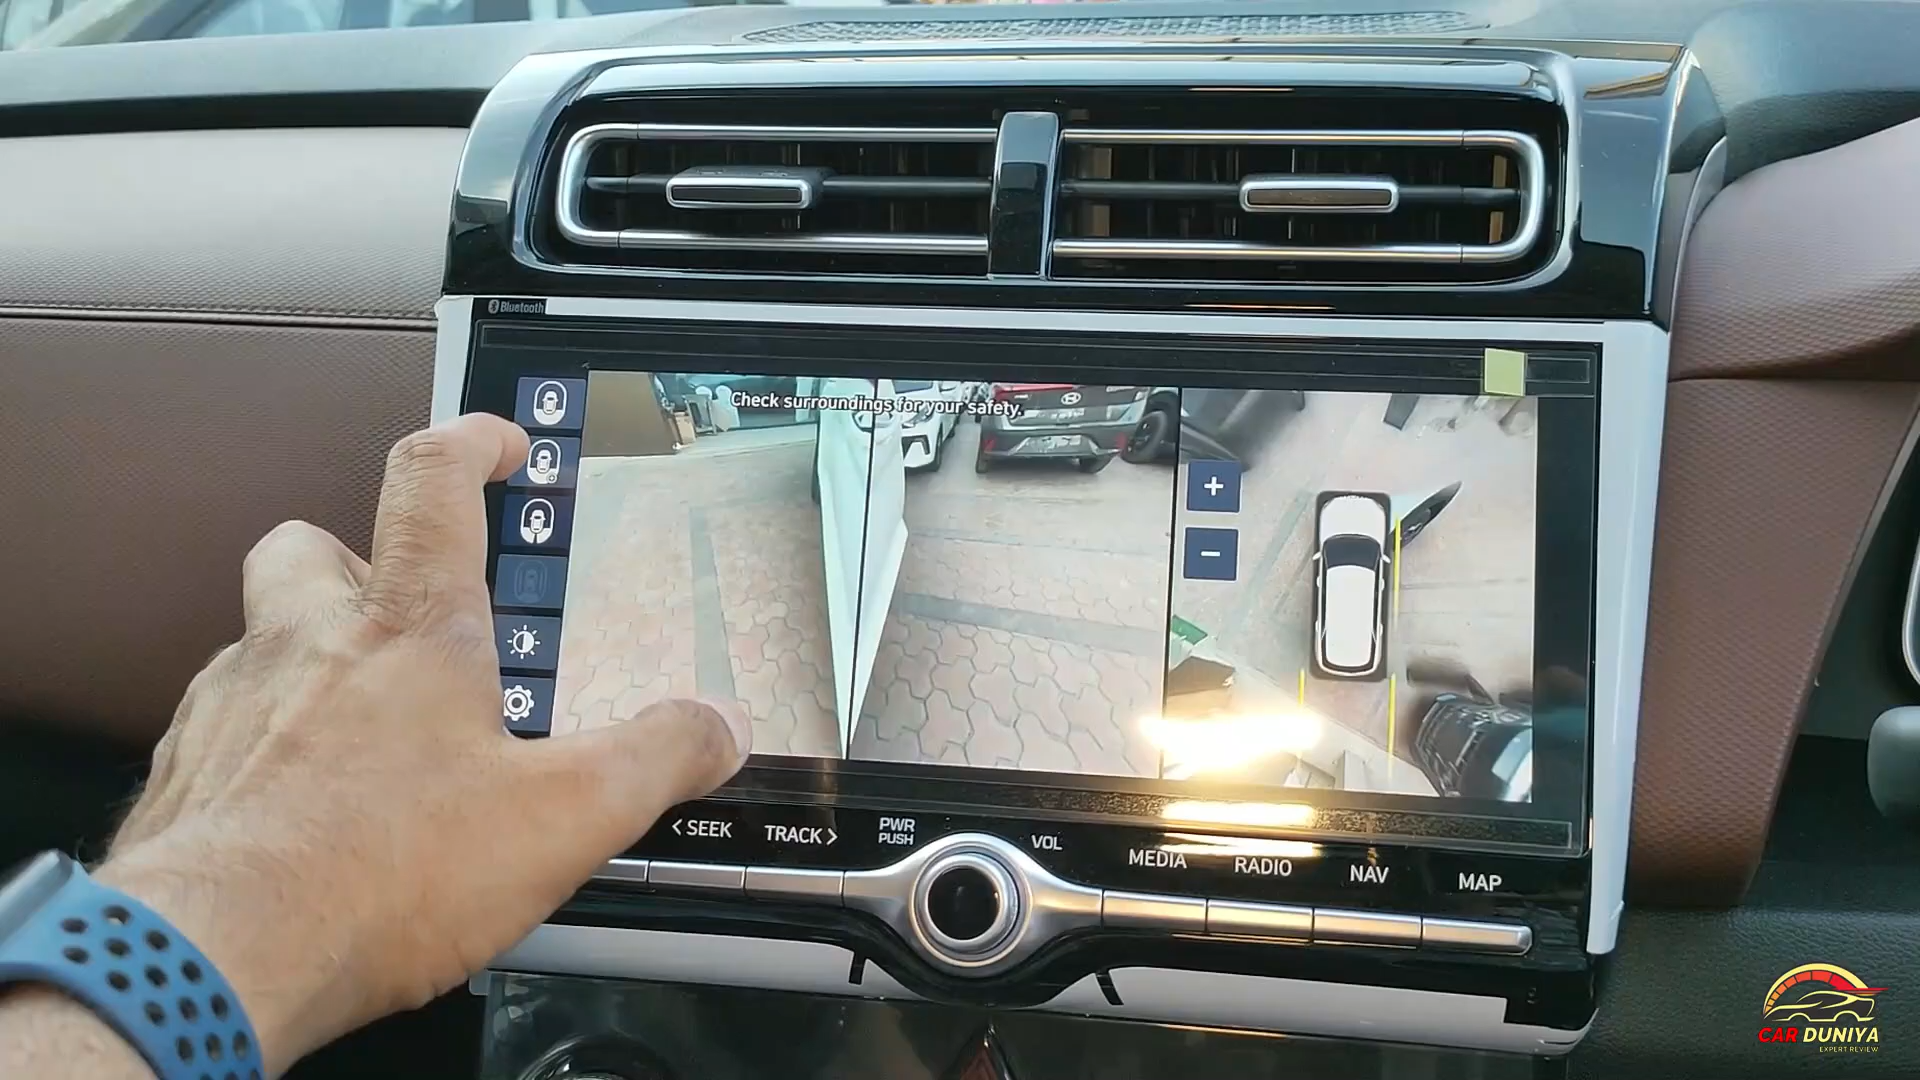 Bluetooth
Check surroundings for your safety.
+
-
< SEEK
TRACK >
PWR
PUSH
VOL
MEDIA
RADIO
NAV
MAP
CAR DUNIYA
EXPERT REVIEW